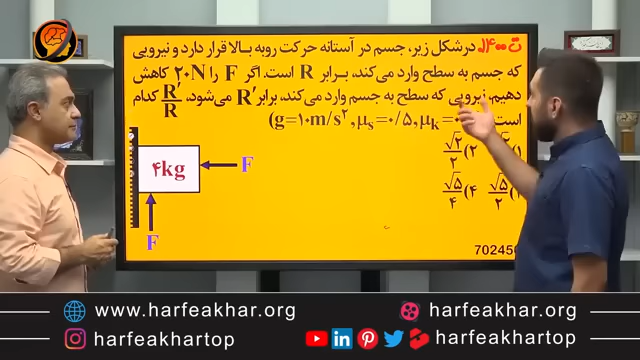 ت۱۴۰۰. در شکل زیر، جسم در آستانه حرکت رو به بالا قرار دارد و نیرویی
که جسم به سطح وارد می‌کند، برابر R است. اگر F را ۲۰N کاهش
دهیم، نیرویی که سطح به جسم وارد می‌کند، برابر R′ می‌شود، R′/R کدام
است (g=۱۰m/s², μs=۰/۵, μk=۰
√۲/۲ (۲
√۵/۲ √۵/۴ (۴
۴kg
F
F
70245
www.harfeakhar.org
harfeakhar.org
harfeakhartop
harfeakhartop